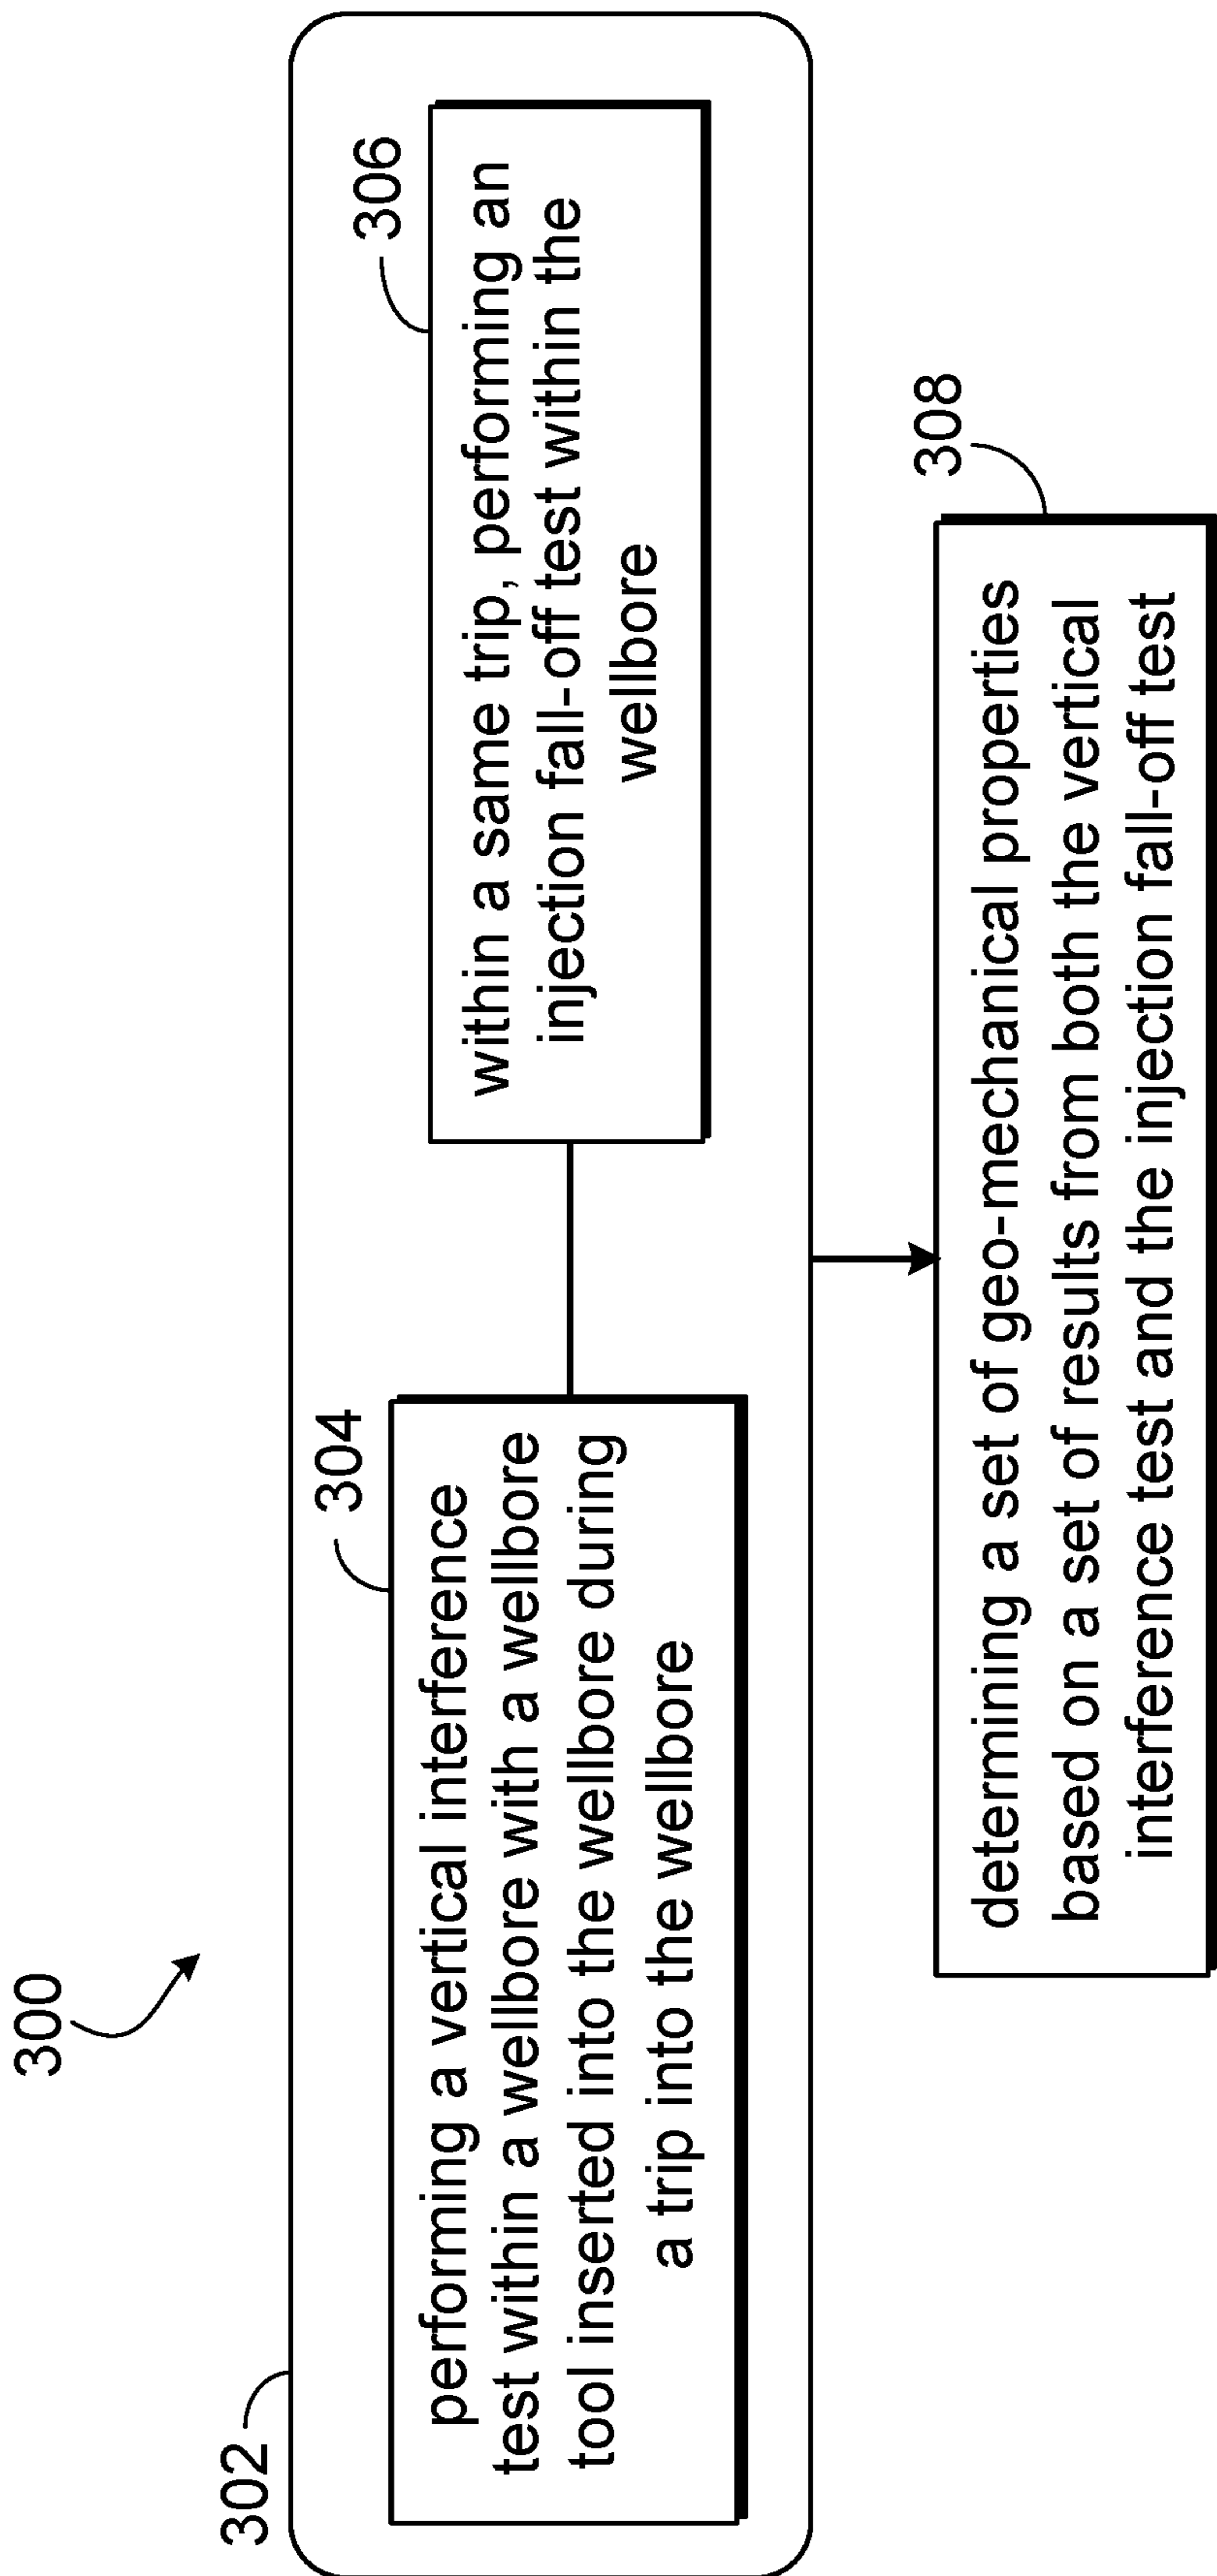 300
302
304
performing a vertical interference
test within a wellbore with a wellbore
tool inserted into the wellbore during
a trip into the wellbore
306
within a same trip, performing an
injection fall-off test within the
wellbore
308
determining a set of geo-mechanical properties
based on a set of results from both the vertical
interference test and the injection fall-off test